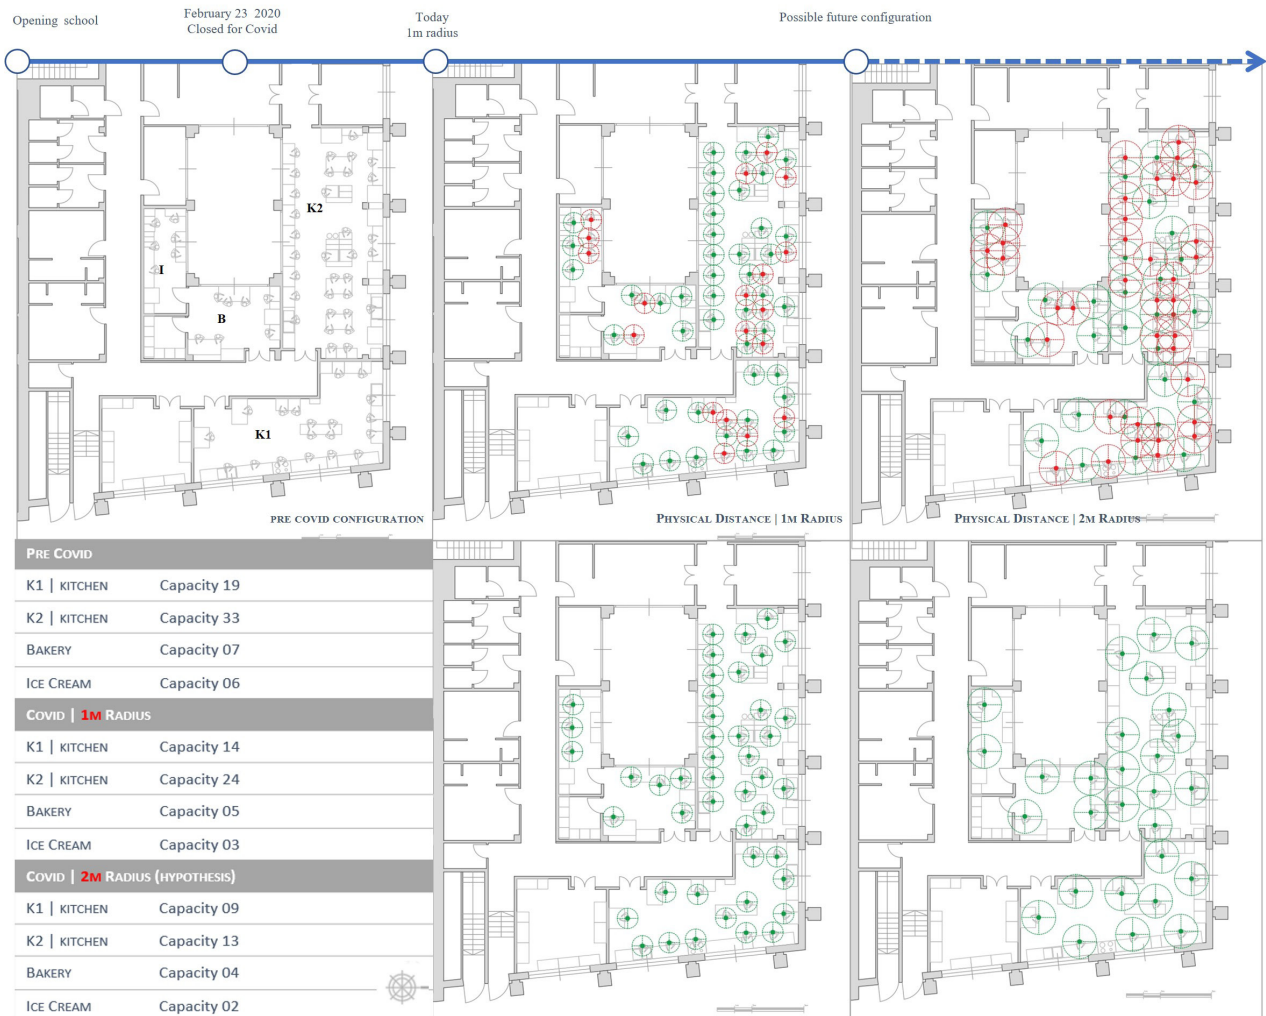 Opening school
February 23 2020
Closed for Covid
Today
1m radius
Possible future configuration
K2
I
B
K1
PRE COVID CONFIGURATION
PHYSICAL DISTANCE | 1M RADIUS
PHYSICAL DISTANCE | 2M RADIUS
PRE COVID
K1 | KITCHEN Capacity 19
K2 | KITCHEN Capacity 33
BAKERY Capacity 07
ICE CREAM Capacity 06
COVID | 1M RADIUS
K1 | KITCHEN Capacity 14
K2 | KITCHEN Capacity 24
BAKERY Capacity 05
ICE CREAM Capacity 03
COVID | 2M RADIUS (HYPOTHESIS)
K1 | KITCHEN Capacity 09
K2 | KITCHEN Capacity 13
BAKERY Capacity 04
ICE CREAM Capacity 02